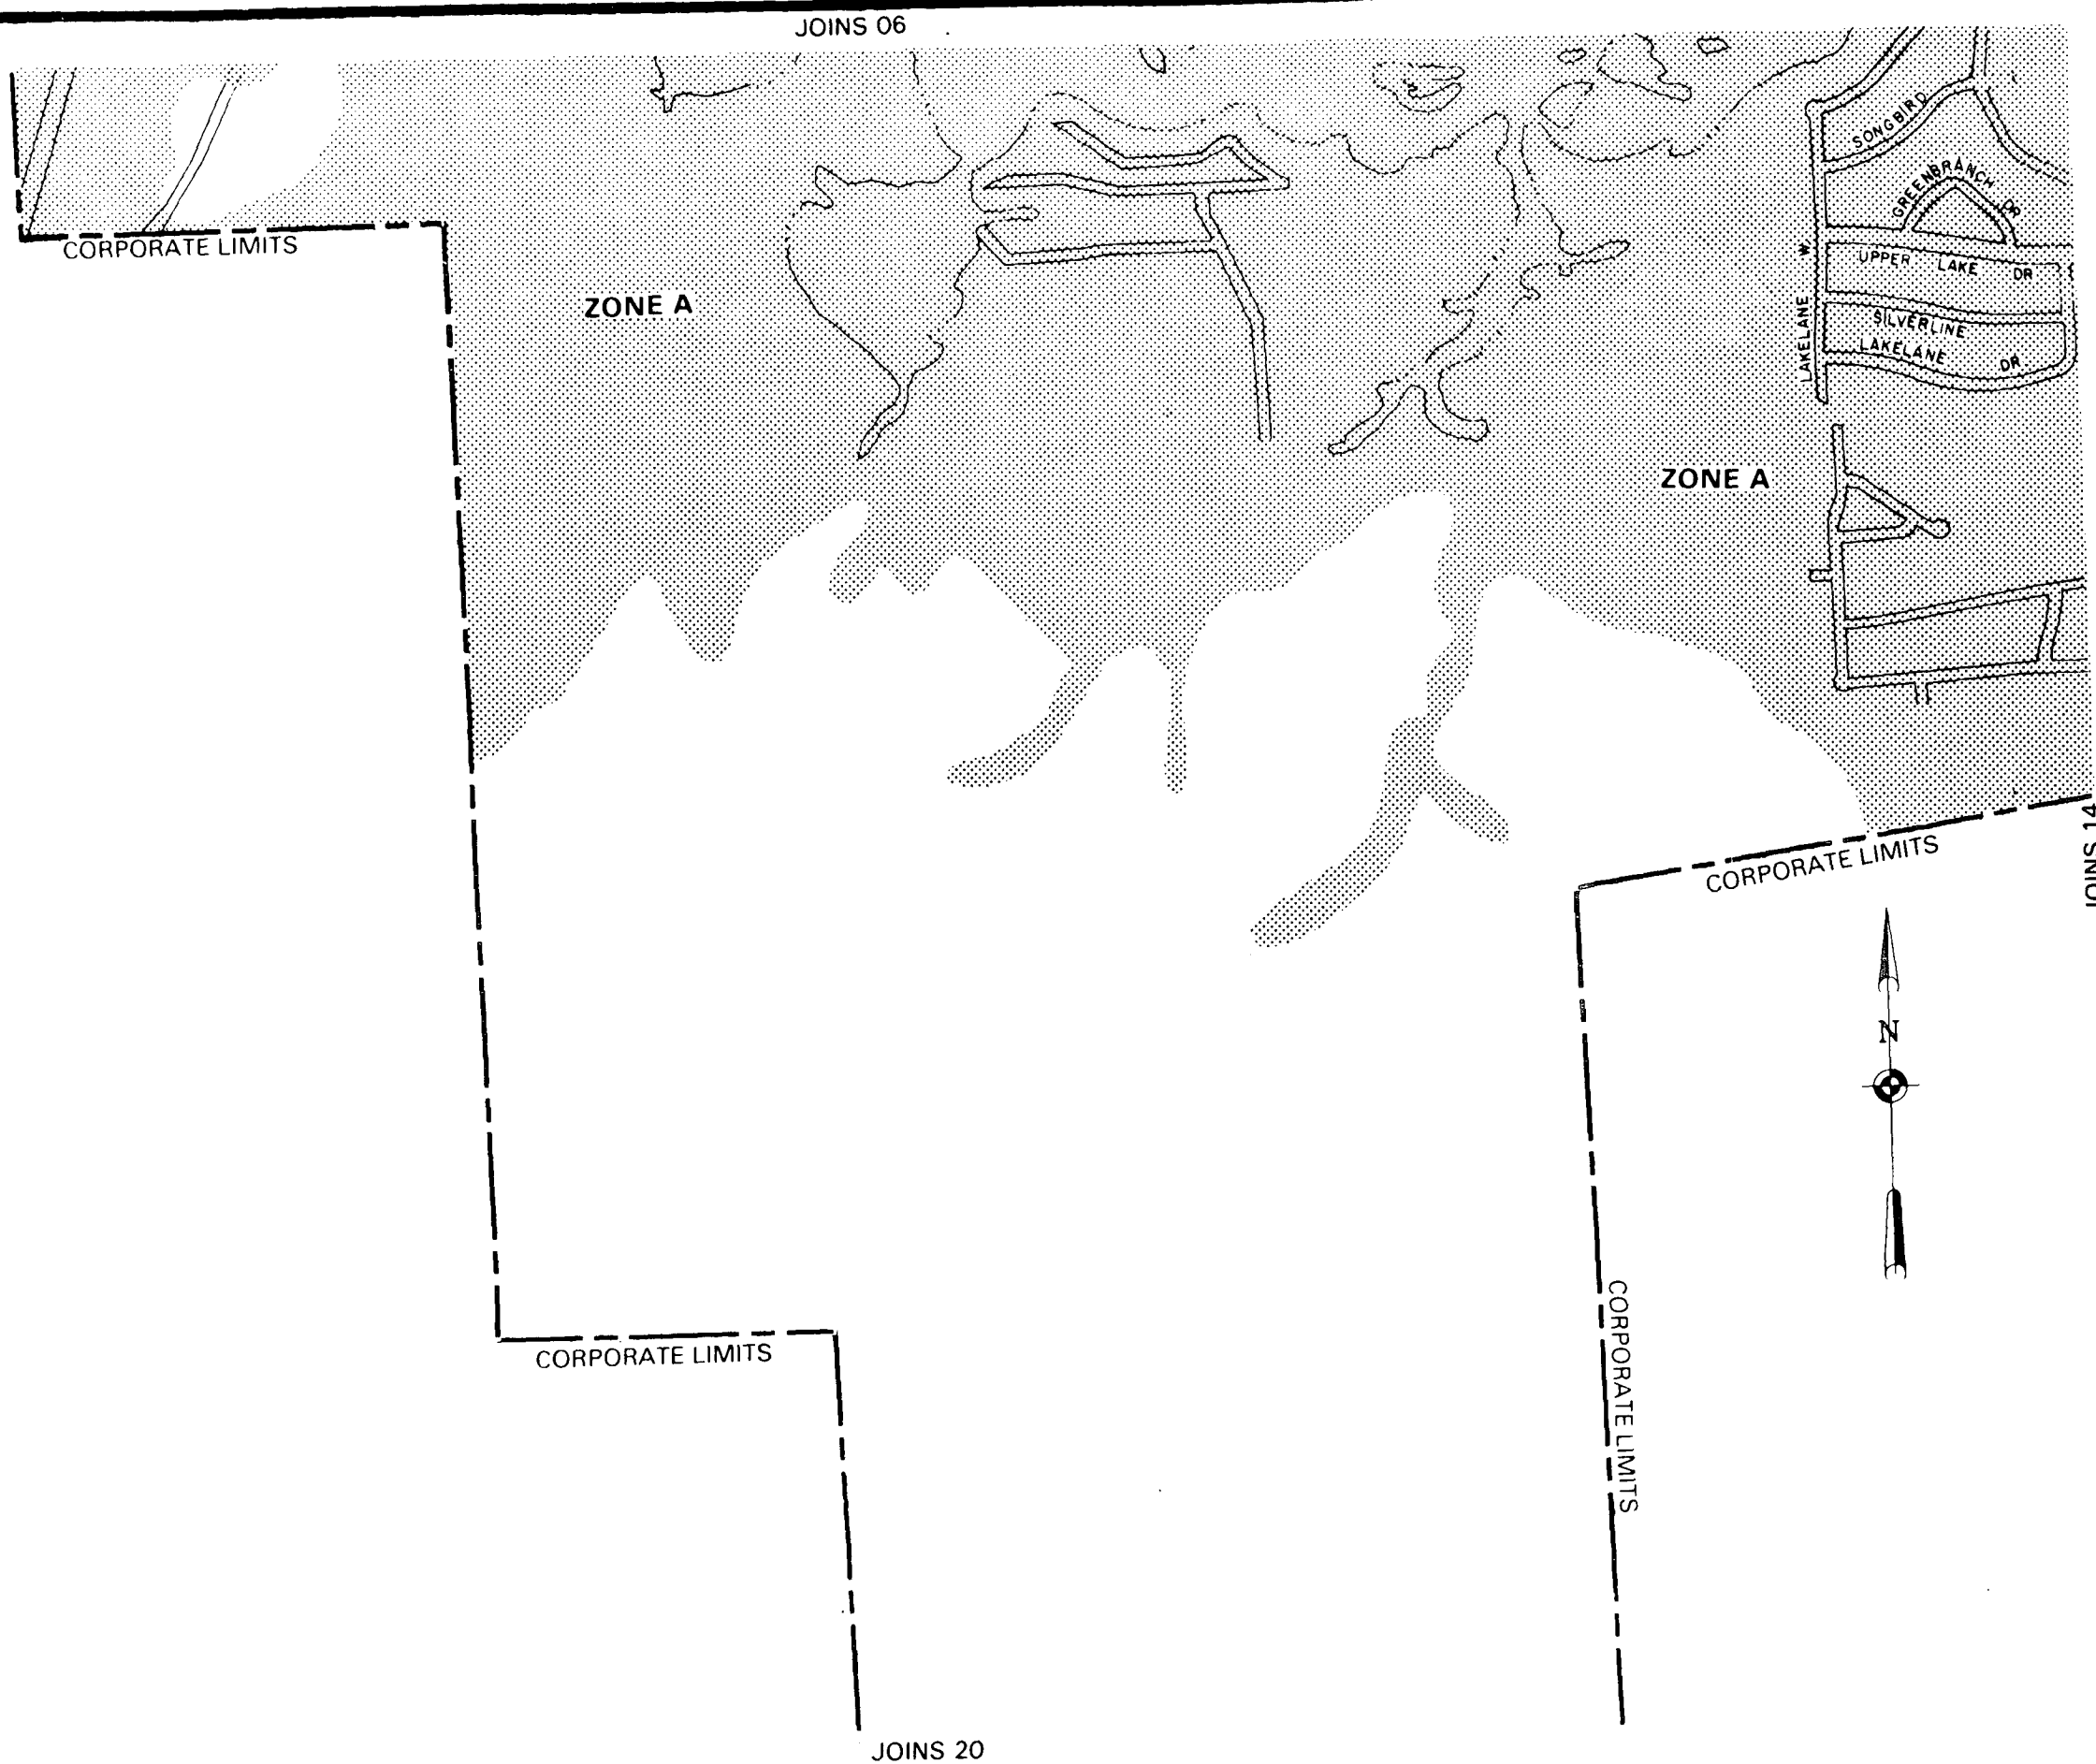 JOINS 06
SONGBIRD
GREENBRANCH DR
CORPORATE LIMITS
LAKELANE W
UPPER LAKE DR
ZONE A
SILVERLINE
LAKELANE DR
ZONE A
JOINS 14
CORPORATE LIMITS
N
CORPORATE LIMITS
CORPORATE LIMITS
JOINS 20